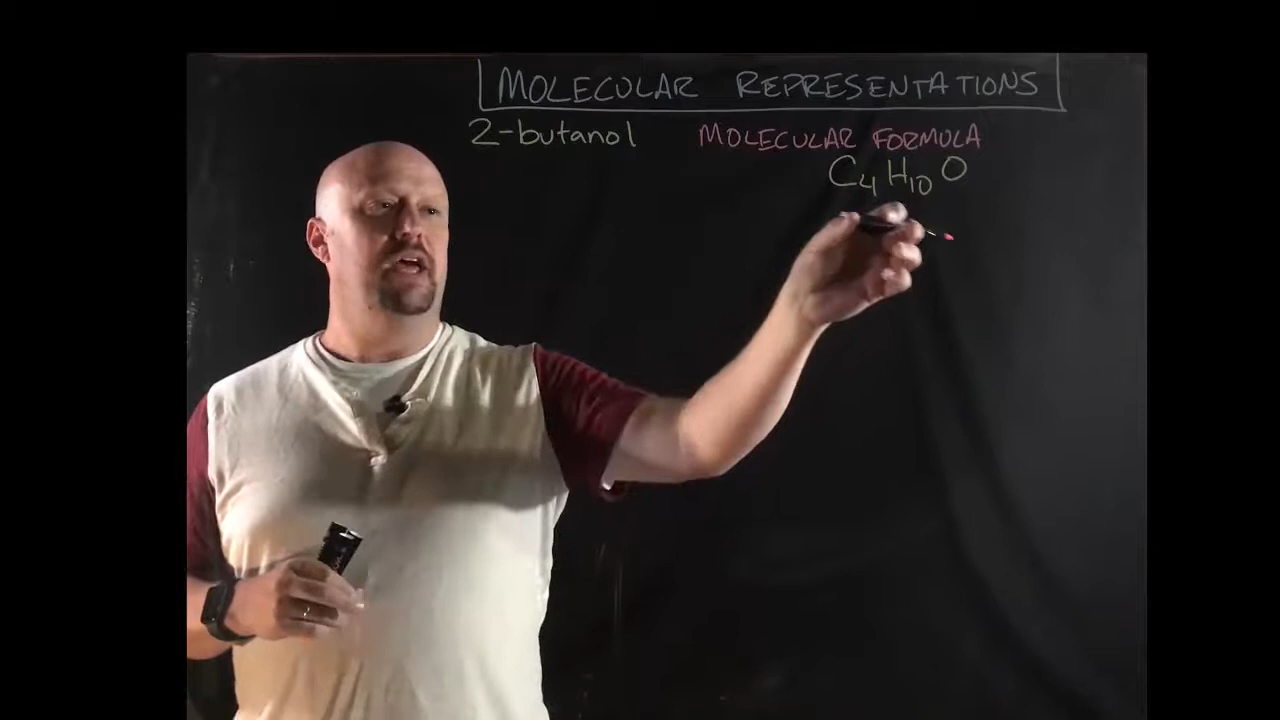 MOLECULAR REPRESENTATIONS
2-butanol MOLECULAR FORMULA
C₄H₁₀O